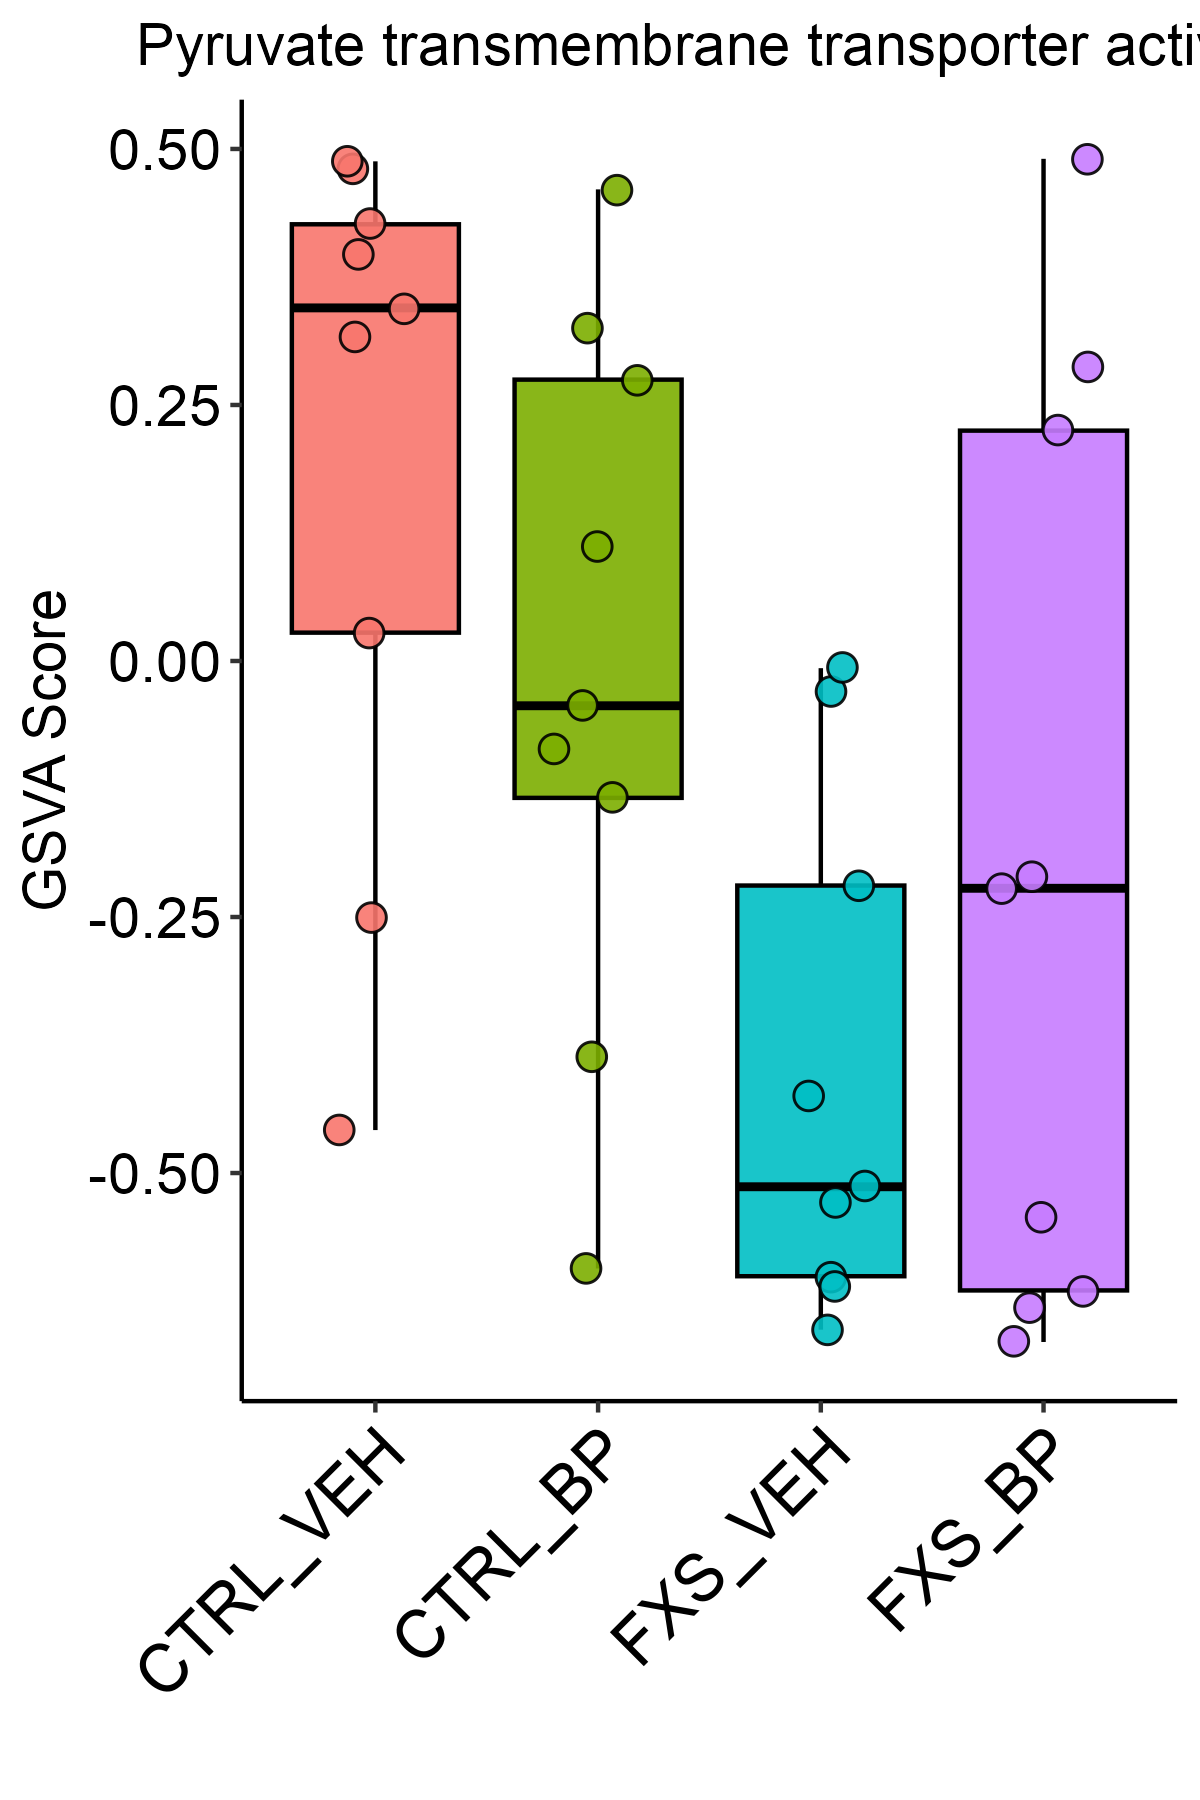 Pyruvate transmembrane transporter acti
0.50
0.25
0.00
-0.25
-0.50
GSVA Score
CTRL_VEH
CTRL_BP
FXS_VEH
FXS_BP